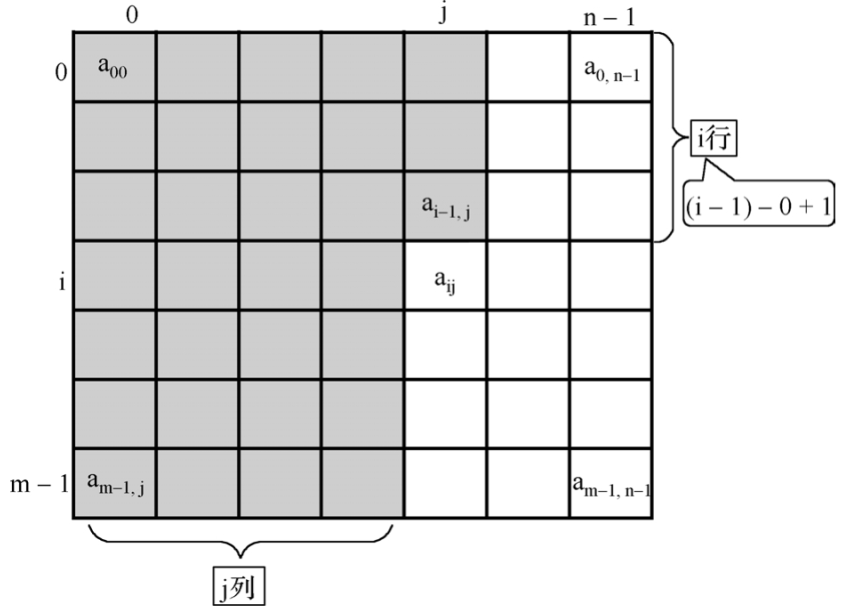 0 j n – 1
0 a00 a0, n–1
i行
ai–1, j
(i – 1) – 0 + 1
i aij
m – 1 am–1, j am–1, n–1
j列